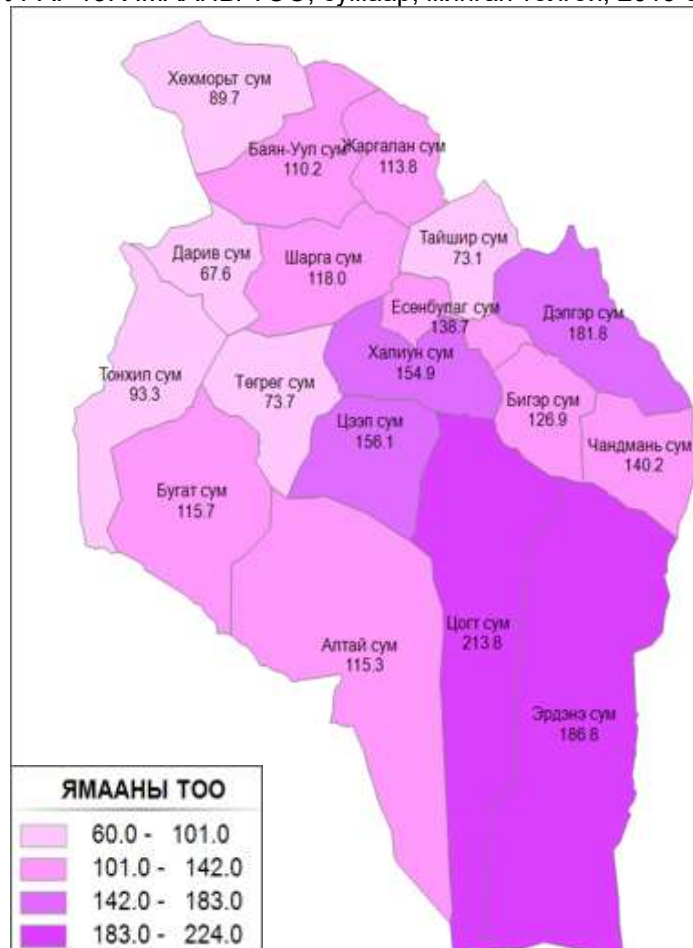 Хөхморьт сум
89.7
Баян-Уул сум
110.2
Жаргалан сум
113.8
Тайшир сум
73.1
Дарив сум
67.6
Шарга сум
118.0
Есөнбулаг сум
138.7
Дэлгэр сум
181.8
Халиун сум
154.9
Тонхил сум
93.3
Төгрөг сум
73.7
Бигэр сум
126.9
Цээл сум
156.1
Чандмань сум
140.2
Бугат сум
115.7
Алтай сум
115.3
Цогт сум
213.8
Эрдэнэ сум
186.8
ЯМААНЫ ТОО
60.0 - 101.0
101.0 - 142.0
142.0 - 183.0
183.0 - 224.0